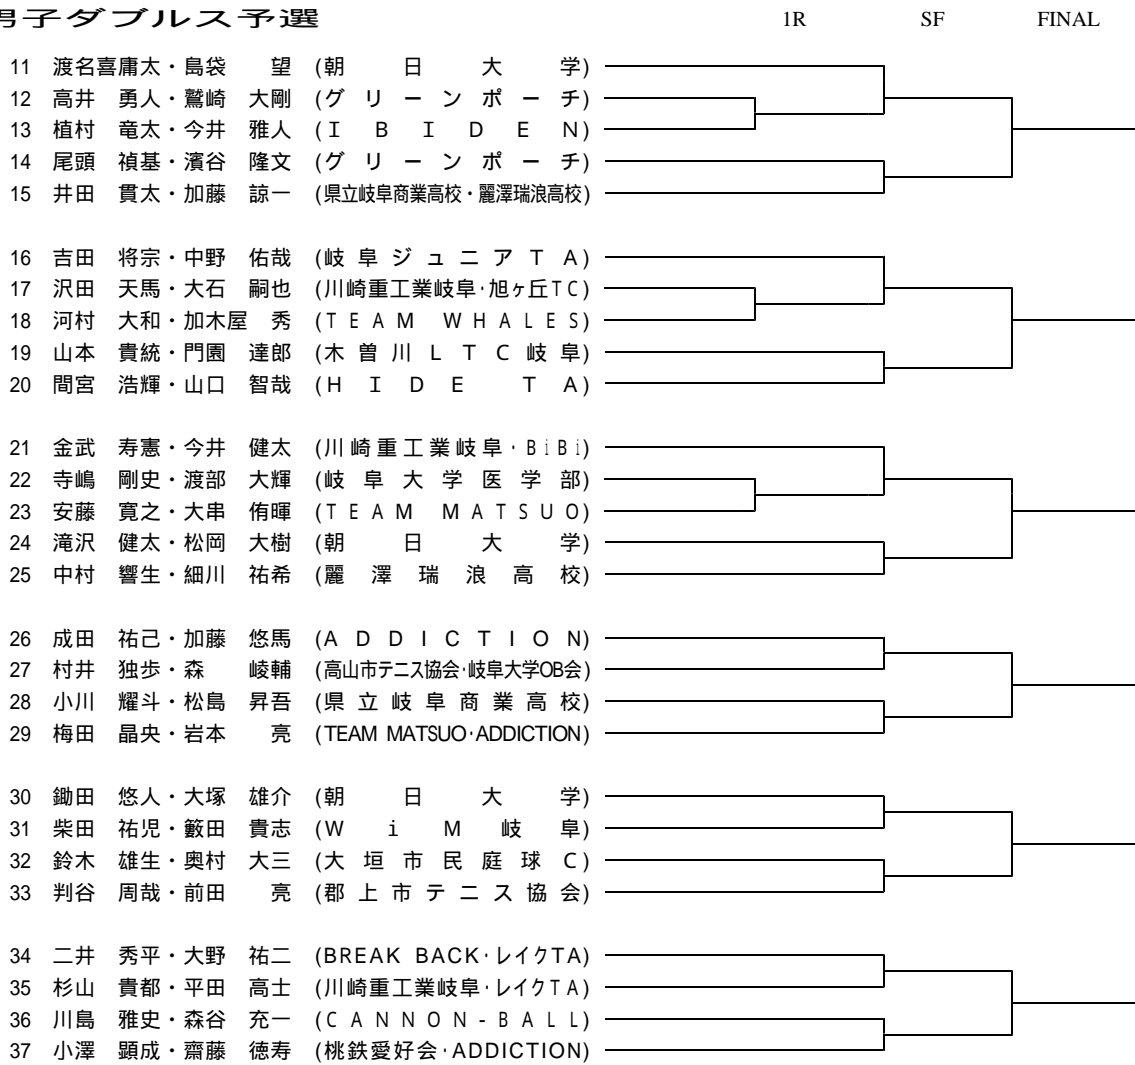 男子ダブルス予選 1R SF FINAL
11 渡名喜庸太・島袋 望 (朝日大学)
12 高井 勇人・鷲崎 大剛 (グリーンポーチ)
13 植村 竜太・今井 雅人 (IBIDEN)
14 尾頭 禎基・濱谷 隆文 (グリーンポーチ)
15 井田 貫太・加藤 諒一 (県立岐阜商業高校・麗澤瑞浪高校)
16 吉田 将宗・中野 佑哉 (岐阜ジュニアTA)
17 沢田 天馬・大石 嗣也 (川崎重工業岐阜・旭ヶ丘TC)
18 河村 大和・加木屋 秀 (TEAM WHALES)
19 山本 貴統・門園 達郎 (木曽川LTC岐阜)
20 間宮 浩輝・山口 智哉 (HIDE TA)
21 金武 寿憲・今井 健太 (川崎重工業岐阜・BiBi)
22 寺嶋 剛史・渡部 大輝 (岐阜大学医学部)
23 安藤 寛之・大串 侑暉 (TEAM MATSUO)
24 滝沢 健太・松岡 大樹 (朝日大学)
25 中村 響生・細川 祐希 (麗澤瑞浪高校)
26 成田 祐己・加藤 悠馬 (ADDICTION)
27 村井 独歩・森 崚輔 (高山市テニス協会・岐阜大学OB会)
28 小川 耀斗・松島 昇吾 (県立岐阜商業高校)
29 梅田 晶央・岩本 亮 (TEAM MATSUO・ADDICTION)
30 鋤田 悠人・大塚 雄介 (朝日大学)
31 柴田 祐児・籔田 貴志 (WiM岐阜)
32 鈴木 雄生・奥村 大三 (大垣市民庭球C)
33 判谷 周哉・前田 亮 (郡上市テニス協会)
34 二井 秀平・大野 祐二 (BREAK BACK・レイクTA)
35 杉山 貴都・平田 高士 (川崎重工業岐阜・レイクTA)
36 川島 雅史・森谷 充一 (CANNON-BALL)
37 小澤 顕成・齋藤 徳寿 (桃鉄愛好会・ADDICTION)